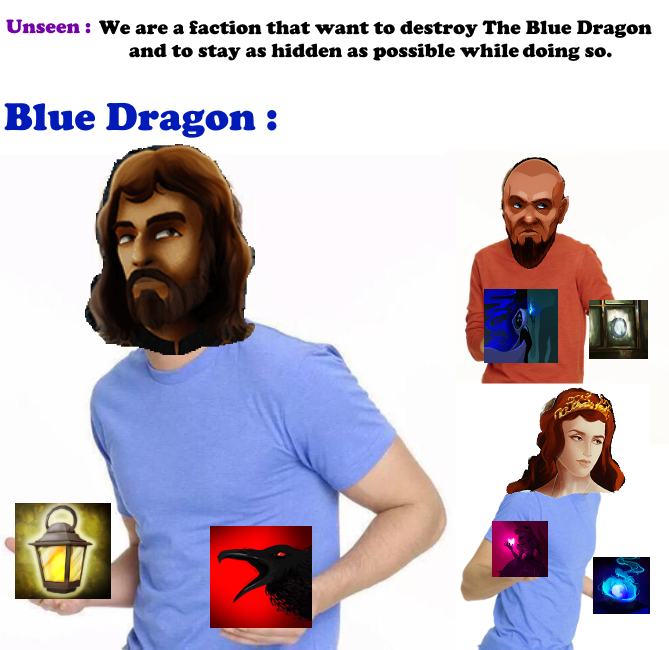 Unseen : We are a faction that want to destroy The Blue Dragon
and to stay as hidden as possible while doing so.
Blue Dragon :